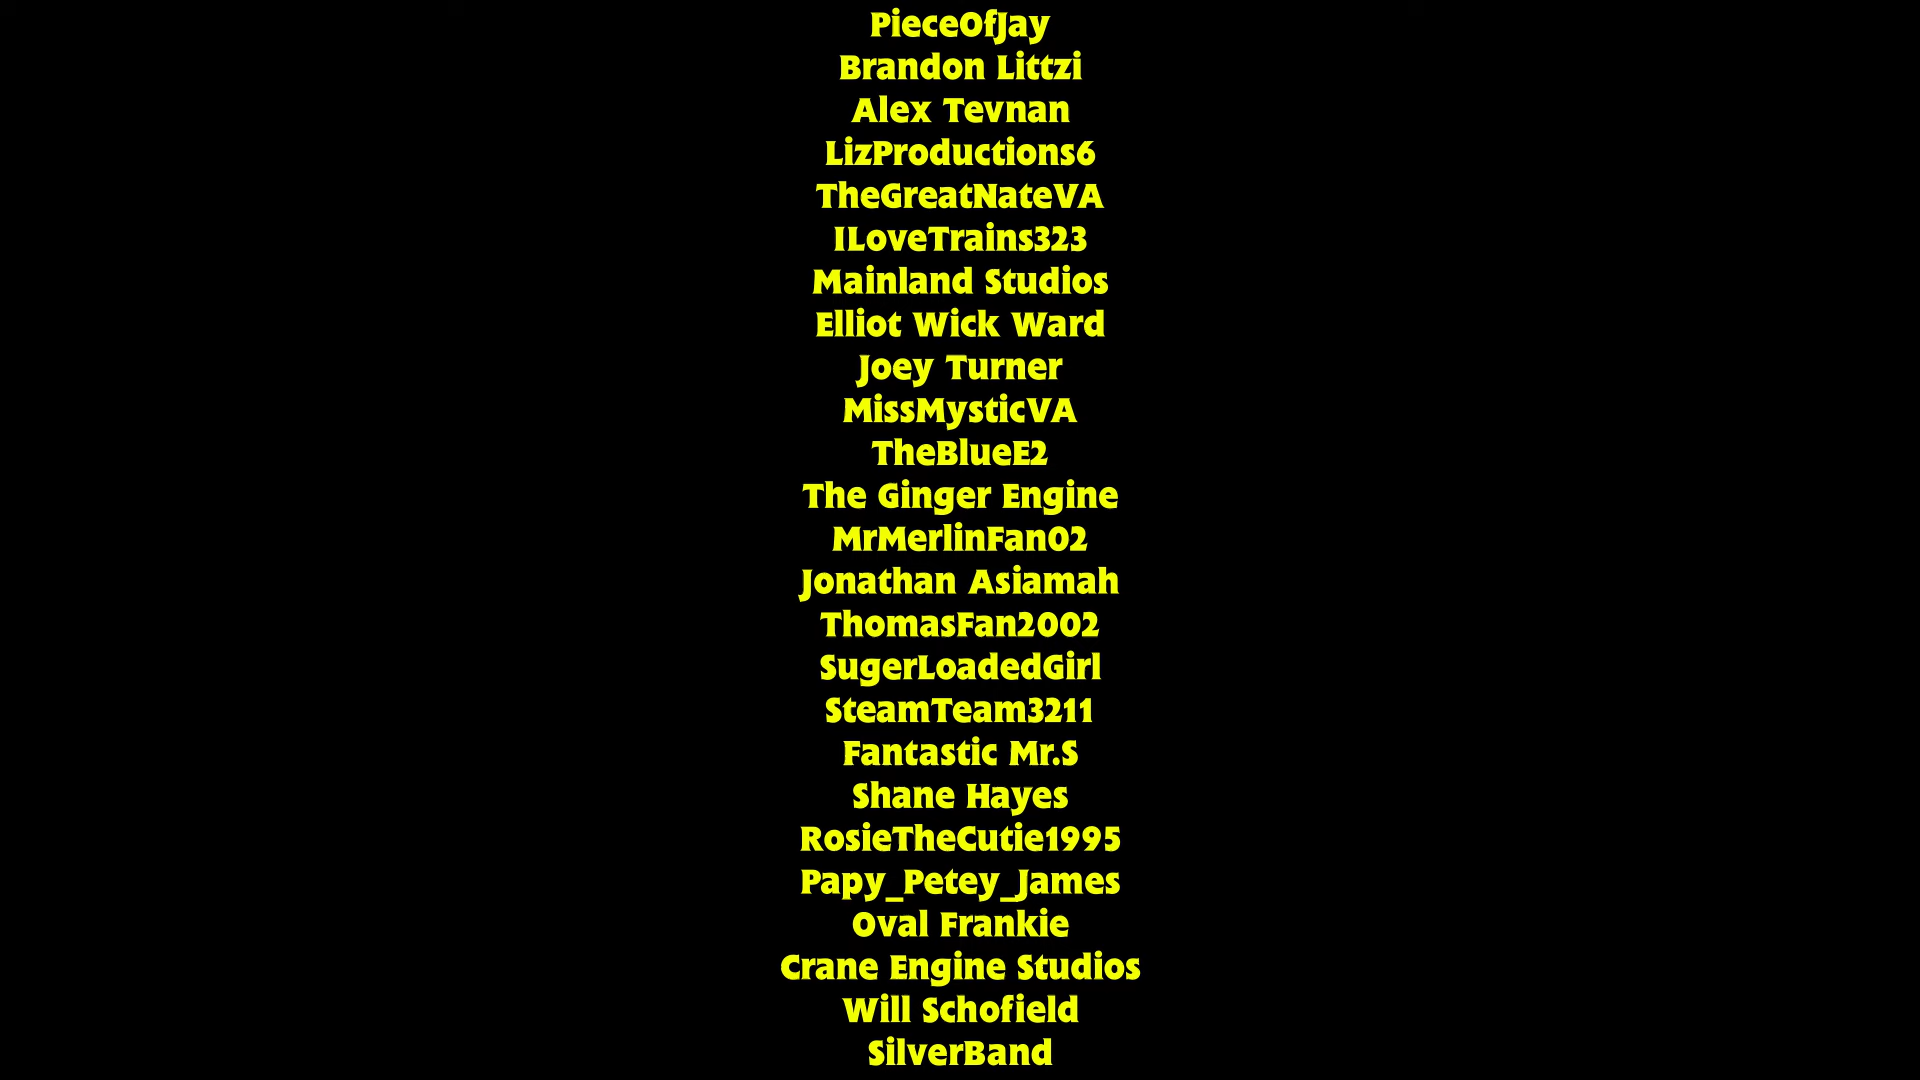 PieceOfJay
Brandon Littzi
Alex Tevnan
LizProductions6
TheGreatNateVA
ILoveTrains323
Mainland Studios
Elliot Wick Ward
Joey Turner
MissMysticVA
TheBlueE2
The Ginger Engine
MrMerlinFan02
Jonathan Asiamah
ThomasFan2002
SugerLoadedGirl
SteamTeam3211
Fantastic Mr.S
Shane Hayes
RosieTheCutie1995
Papy_Petey_James
Oval Frankie
Crane Engine Studios
Will Schofield
SilverBand